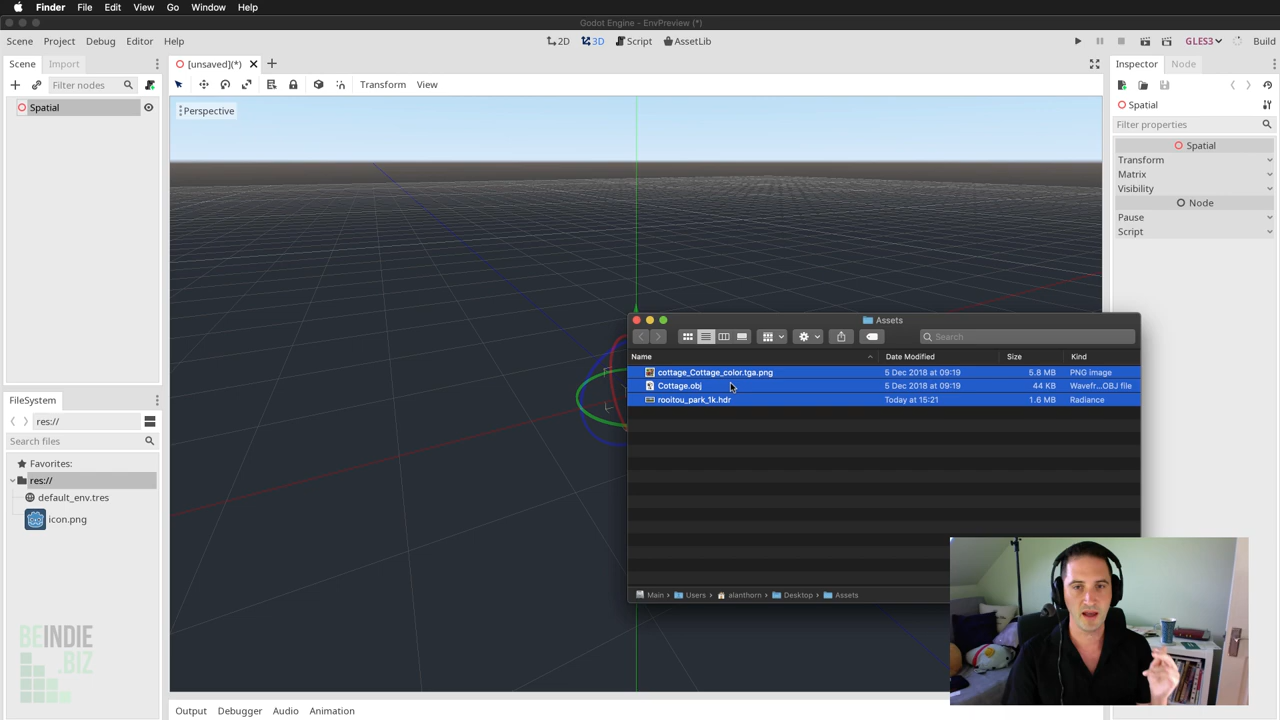 Finder File Edit View Go Window Help
Godot Engine - EnvPreview (*)
Scene Project Debug Editor Help
2D 3D Script AssetLib
GLES3 Build
Scene Import
[unsaved](*)
Inspector Node
Filter nodes
Transform View
Spatial
Perspective
Spatial
Filter properties
Spatial
Transform
Matrix
Visibility
Node
Pause
Script
Assets
Search
Name Date Modified Size Kind
cottage_Cottage_color.tga.png 5 Dec 2018 at 09:19 5.8 MB PNG image
Cottage.obj 5 Dec 2018 at 09:19 44 KB Wavefr...OBJ file
rooitou_park_1k.hdr Today at 15:21 1.6 MB Radiance
Main Users alanthorn Desktop Assets
FileSystem
res://
Search files
Favorites:
res://
default_env.tres
icon.png
BEINDIE
.BIZ
Output Debugger Audio Animation